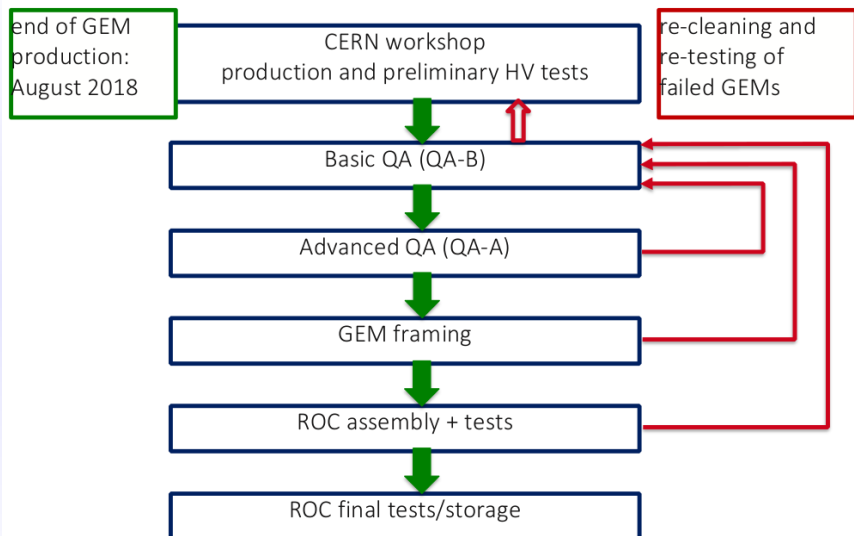 end of GEM
production:
August 2018
CERN workshop
production and preliminary HV tests
re-cleaning and
re-testing of
failed GEMs
Basic QA (QA-B)
Advanced QA (QA-A)
GEM framing
ROC assembly + tests
ROC final tests/storage